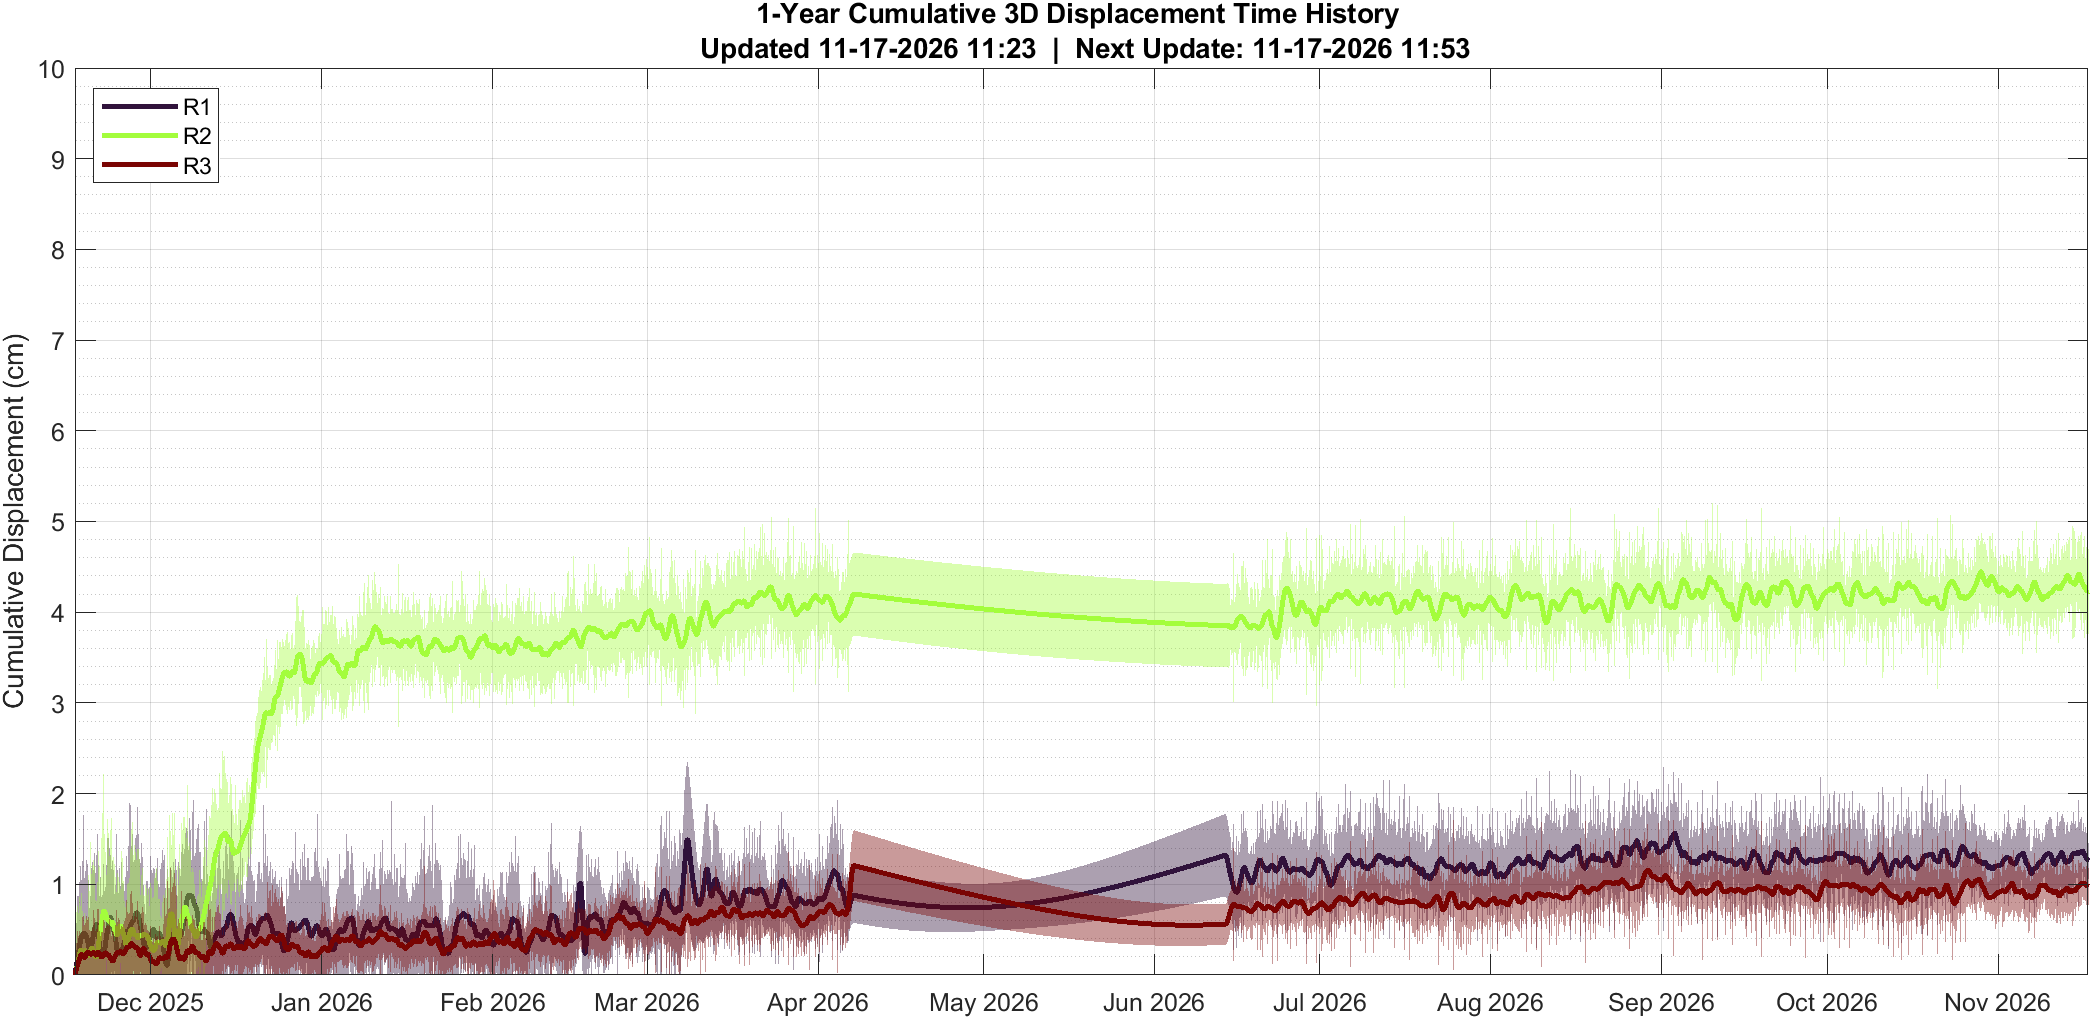 1-Year Cumulative 3D Displacement Time History
Updated 11-17-2026 11:23 | Next Update: 11-17-2026 11:53
R1
R2
R3
Cumulative Displacement (cm)
10
9
8
7
6
5
4
3
2
1
0
Dec 2025
Jan 2026
Feb 2026
Mar 2026
Apr 2026
May 2026
Jun 2026
Jul 2026
Aug 2026
Sep 2026
Oct 2026
Nov 2026